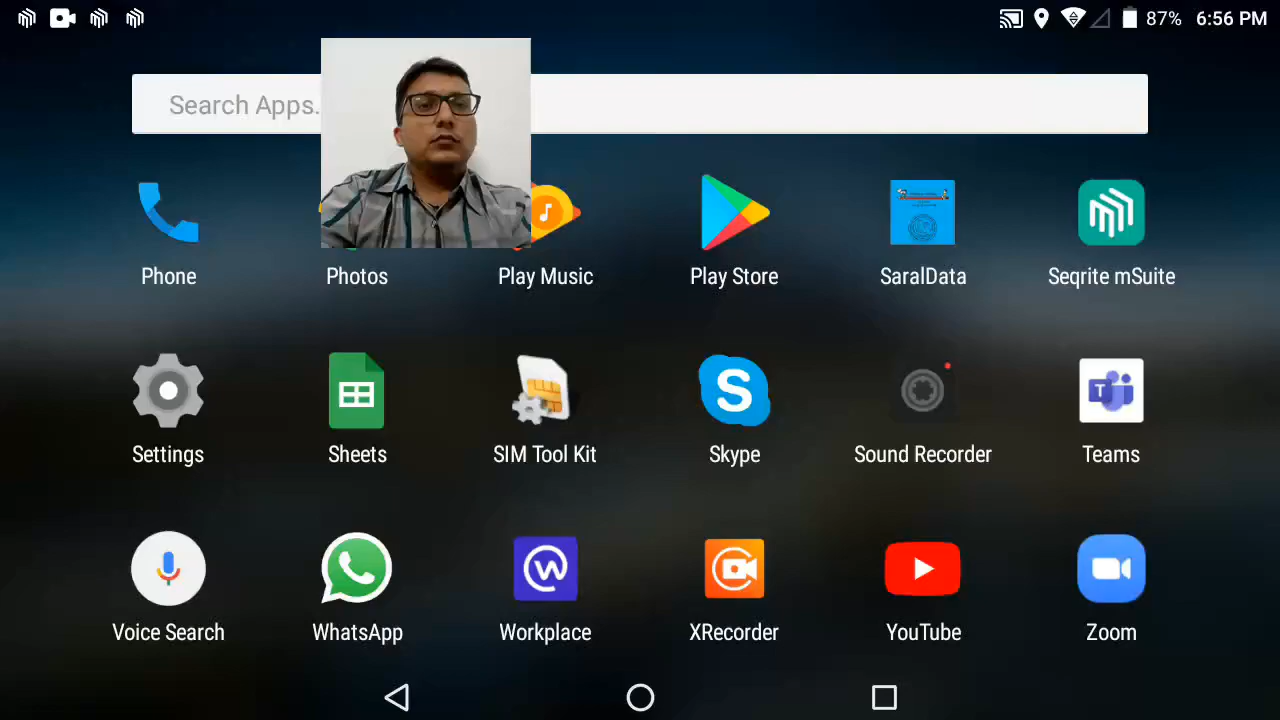 87% 6:56 PM
Search Apps.
Phone
Photos
Play Music
Play Store
SaralData
Seqrite mSuite
Settings
Sheets
SIM Tool Kit
Skype
Sound Recorder
Teams
Voice Search
WhatsApp
Workplace
XRecorder
YouTube
Zoom